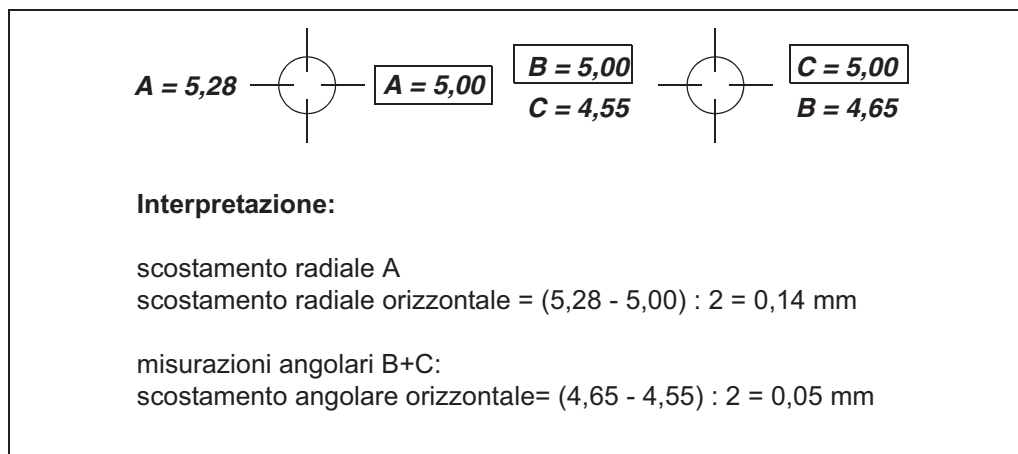 A = 5,28 A = 5,00 B = 5,00 C = 5,00
C = 4,55 B = 4,65
Interpretazione:
scostamento radiale A
scostamento radiale orizzontale = (5,28 - 5,00) : 2 = 0,14 mm
misurazioni angolari B+C:
scostamento angolare orizzontale= (4,65 - 4,55) : 2 = 0,05 mm